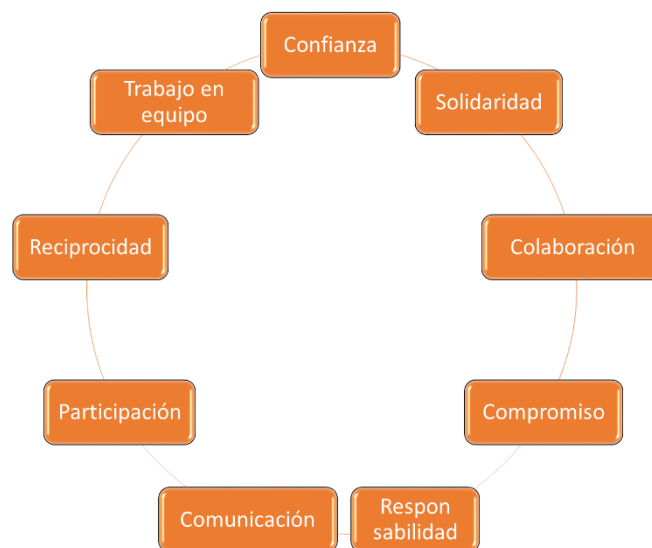 Confianza
Solidaridad
Colaboración
Compromiso
Respon
sabilidad
Comunicación
Participación
Reciprocidad
Trabajo en
equipo